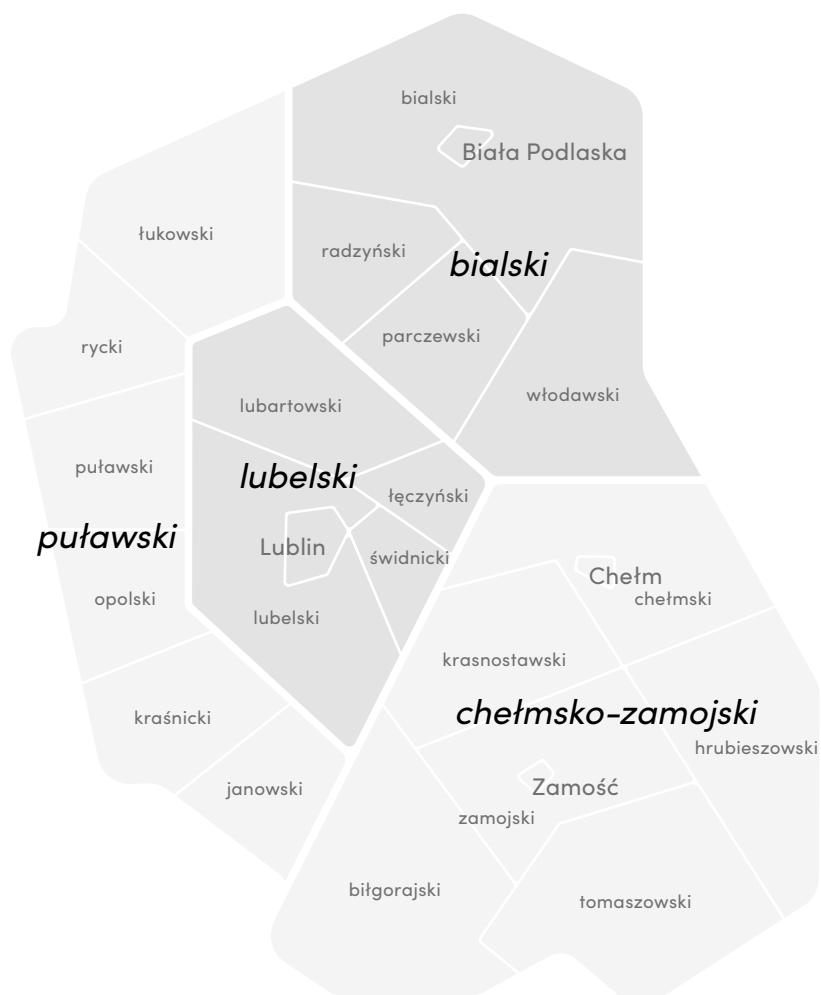 bialski
Biała Podlaska
łukowski
radzyński
bialski
parczewski
rycki
włodawski
lubartowski
puławski
lubelski
łęczyński
puławski
Lublin
świdnicki
Chełm
chełmski
opolski
lubelski
krasnostawski
chełmsko-zamojski
kraśnicki
hrubieszowski
janowski
Zamość
zamojski
biłgorajski
tomaszowski